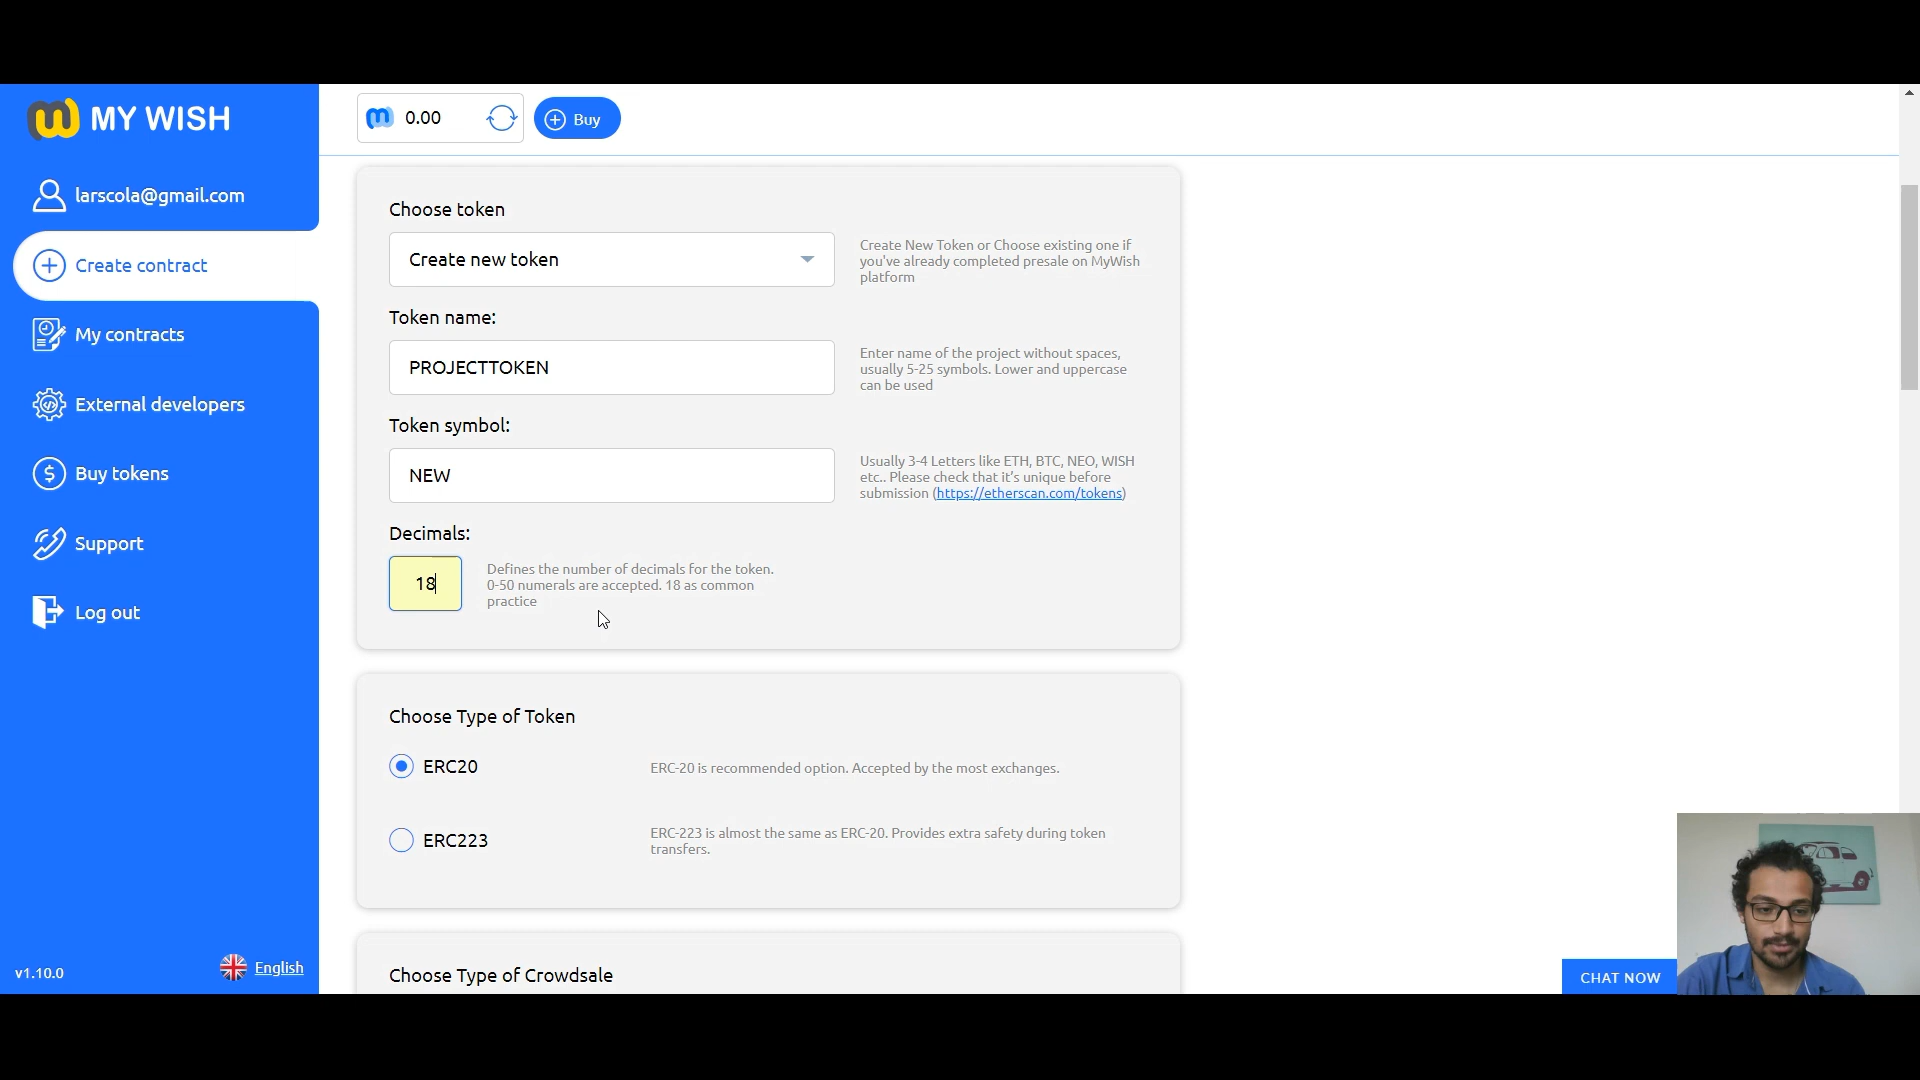 MY WISH
larscola@gmail.com
Create contract
My contracts
External developers
Buy tokens
Support
Log out
v1.10.0
English
0.00
Buy
Choose token
Create new token
Create New Token or Choose existing one if
you've already completed presale on MyWish
platform
Token name:
PROJECTTOKEN
Enter name of the project without spaces,
usually 5-25 symbols. Lower and uppercase
can be used
Token symbol:
NEW
Usually 3-4 Letters like ETH, BTC, NEO, WISH
etc.. Please check that it's unique before
submission (https://etherscan.com/tokens)
Decimals:
18
Defines the number of decimals for the token.
0-50 numerals are accepted. 18 as common
practice
Choose Type of Token
ERC20
ERC-20 is recommended option. Accepted by the most exchanges.
ERC223
ERC-223 is almost the same as ERC-20. Provides extra safety during token
transfers.
Choose Type of Crowdsale
CHAT NOW